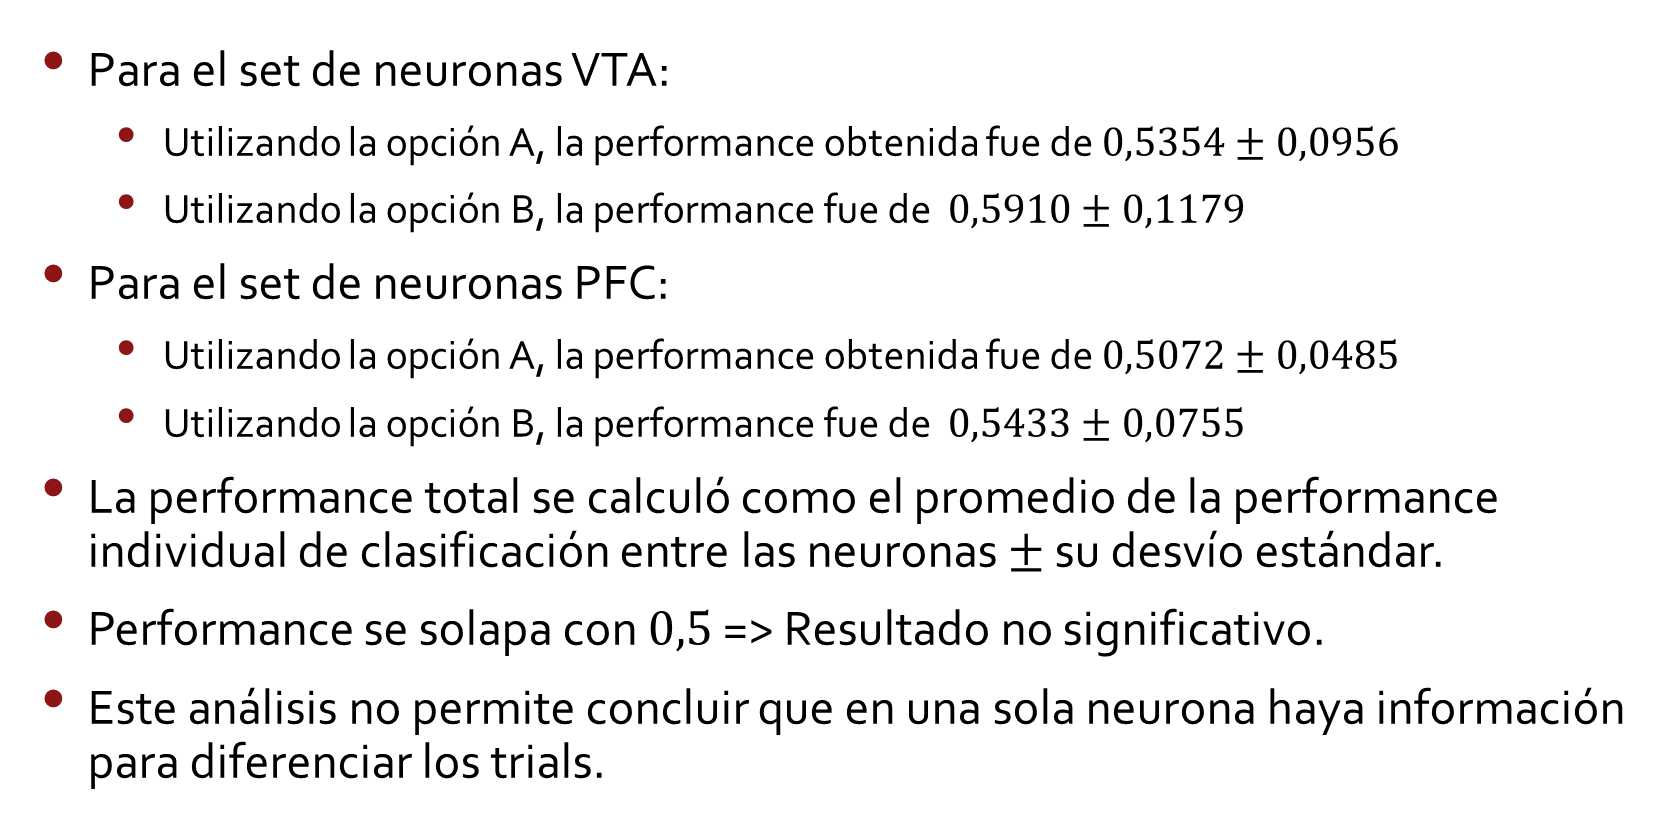 • Para el set de neuronas VTA:
• Utilizando la opción A, la performance obtenida fue de 0,5354 ± 0,0956
• Utilizando la opción B, la performance fue de 0,5910 ± 0,1179
• Para el set de neuronas PFC:
• Utilizando la opción A, la performance obtenida fue de 0,5072 ± 0,0485
• Utilizando la opción B, la performance fue de 0,5433 ± 0,0755
• La performance total se calculó como el promedio de la performance
individual de clasificación entre las neuronas ± su desvío estándar.
• Performance se solapa con 0,5 => Resultado no significativo.
• Este análisis no permite concluir que en una sola neurona haya información
para diferenciar los trials.